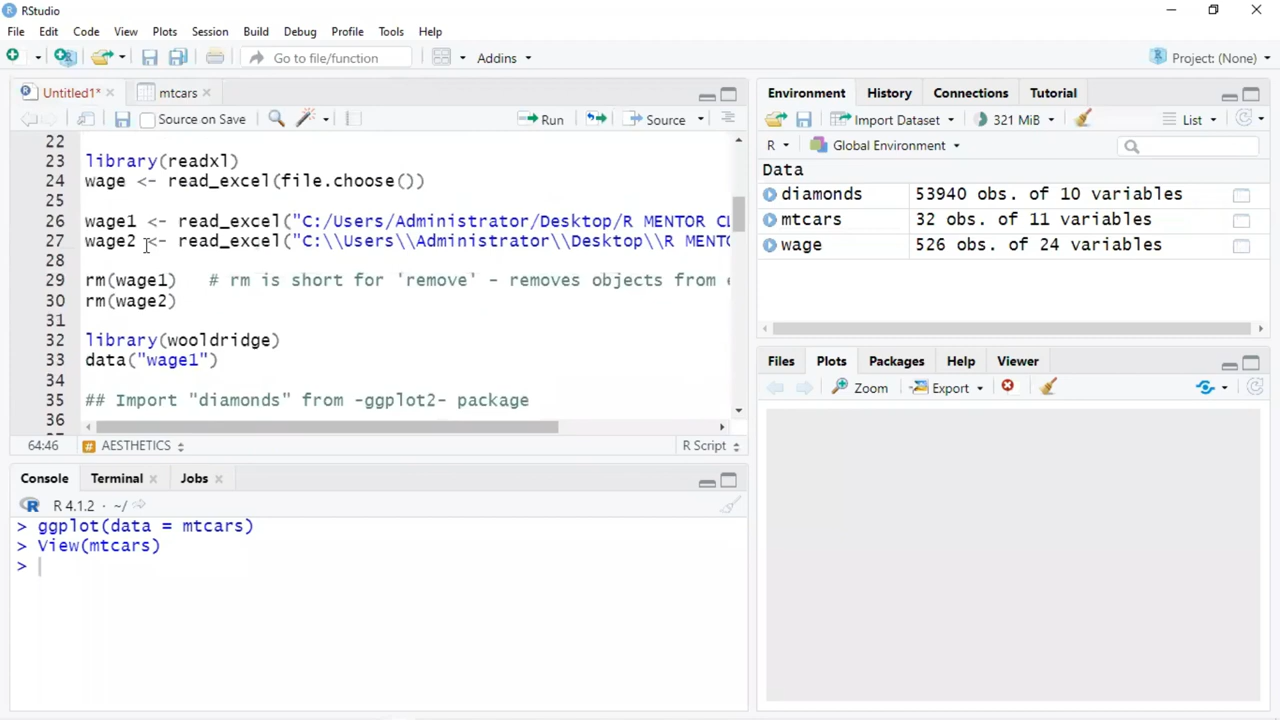 RStudio
File Edit Code View Plots Session Build Debug Profile Tools Help
Go to file/function Addins Project: (None)
Untitled1* mtcars
Source on Save Run Source
22
23 library(readxl)
24 wage <- read_excel(file.choose())
25
26 wage1 <- read_excel("C:/Users/Administrator/Desktop/R MENTOR
27 wage2 <- read_excel("C:\\Users\\Administrator\\Desktop\\R
28
29 rm(wage1) # rm is short for 'remove' - removes objects from
30 rm(wage2)
31
32 library(wooldridge)
33 data("wage1")
34
35 ## Import "diamonds" from -ggplot2- package
36
64:46 # AESTHETICS R Script
Console Terminal Jobs
R R 4.1.2 · ~/
> ggplot(data = mtcars)
> View(mtcars)
>
Environment History Connections Tutorial
Import Dataset 321 MiB List
R Global Environment
Data
diamonds 53940 obs. of 10 variables
mtcars 32 obs. of 11 variables
wage 526 obs. of 24 variables
Files Plots Packages Help Viewer
Zoom Export